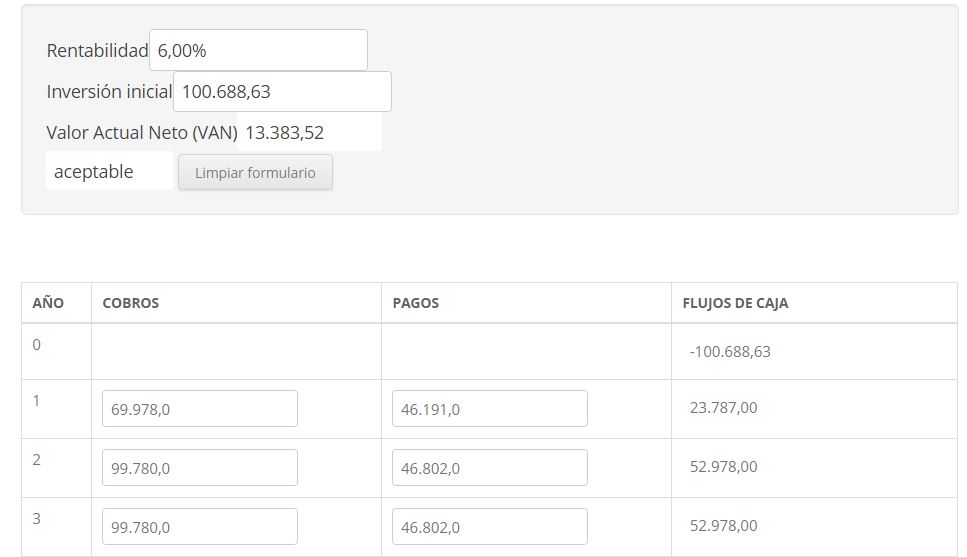 Rentabilidad 6,00%
Inversión inicial 100.688,63
Valor Actual Neto (VAN) 13.383,52
aceptable Limpiar formulario
AÑO COBROS PAGOS FLUJOS DE CAJA
0 -100.688,63
1 69.978,0 46.191,0 23.787,00
2 99.780,0 46.802,0 52.978,00
3 99.780,0 46.802,0 52.978,00